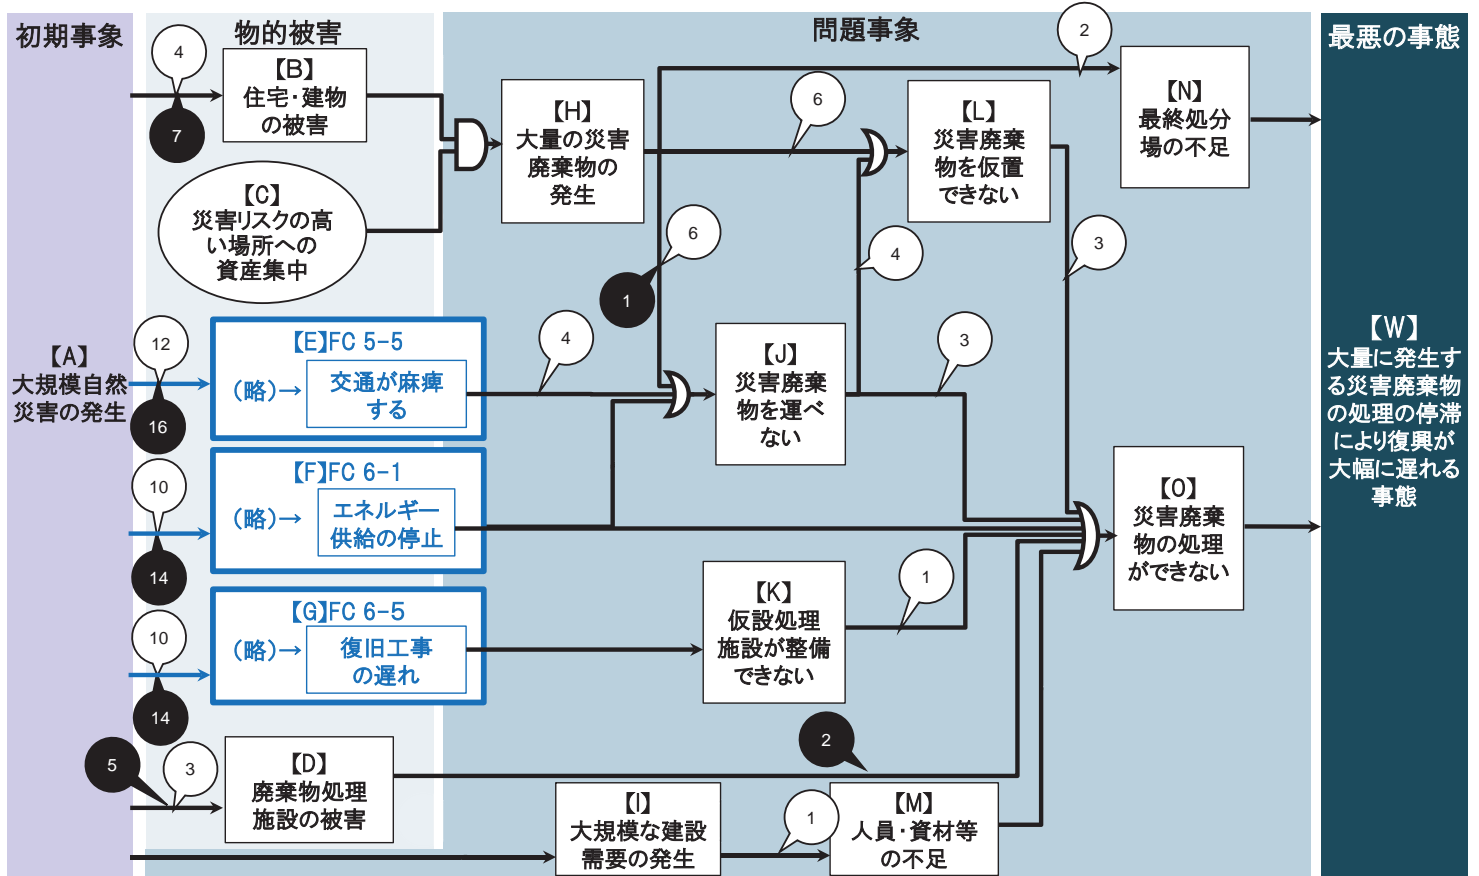 初期事象
物的被害
問題事象
最悪の事態
【A】
大規模自然
災害の発生
4
7
【B】
住宅・建物
の被害
【C】
災害リスクの高
い場所への
資産集中
12
16
【E】FC 5-5
(略)→
交通が麻痺
する
10
14
【F】FC 6-1
(略)→
エネルギー
供給の停止
10
14
【G】FC 6-5
(略)→
復旧工事
の遅れ
5
3
【D】
廃棄物処理
施設の被害
【H】
大量の災害
廃棄物の
発生
6
2
6
1
4
4
3
【J】
災害廃棄
物を運べ
ない
【K】
仮設処理
施設が整備
できない
1
2
【I】
大規模な建設
需要の発生
1
【M】
人員・資材等
の不足
【L】
災害廃棄
物を仮置
できない
3
【N】
最終処分
場の不足
【O】
災害廃棄
物の処理
ができない
【W】
大量に発生す
る災害廃棄物
の処理の停滞
により復興が
大幅に遅れる
事態